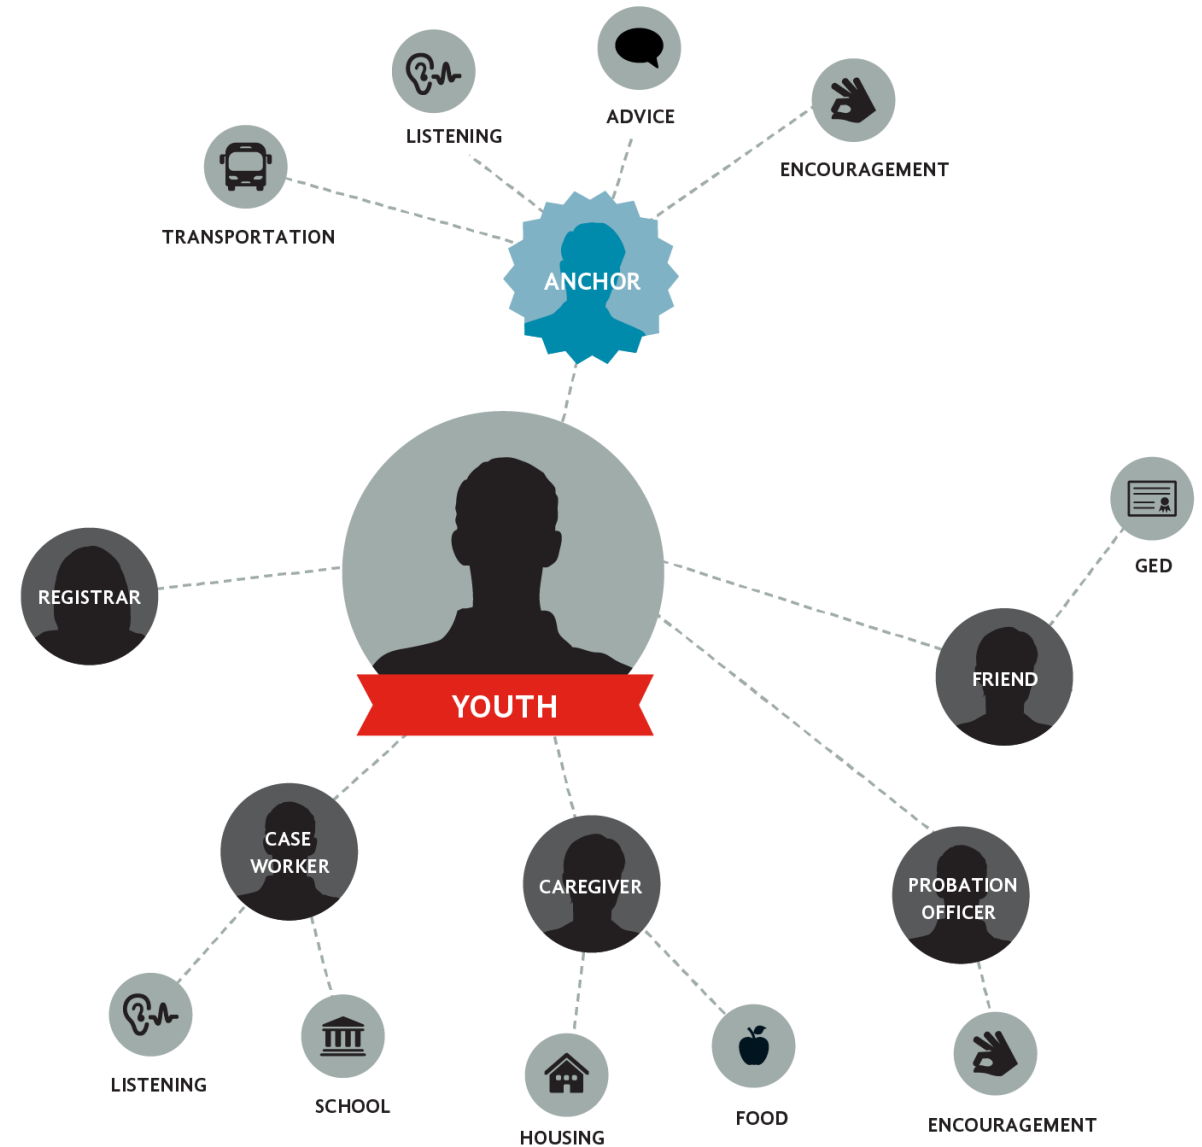 ADVICE
LISTENING
ENCOURAGEMENT
TRANSPORTATION
ANCHOR
GED
REGISTRAR
FRIEND
YOUTH
CASE
WORKER
CAREGIVER
PROBATION
OFFICER
LISTENING
SCHOOL
HOUSING
FOOD
ENCOURAGEMENT